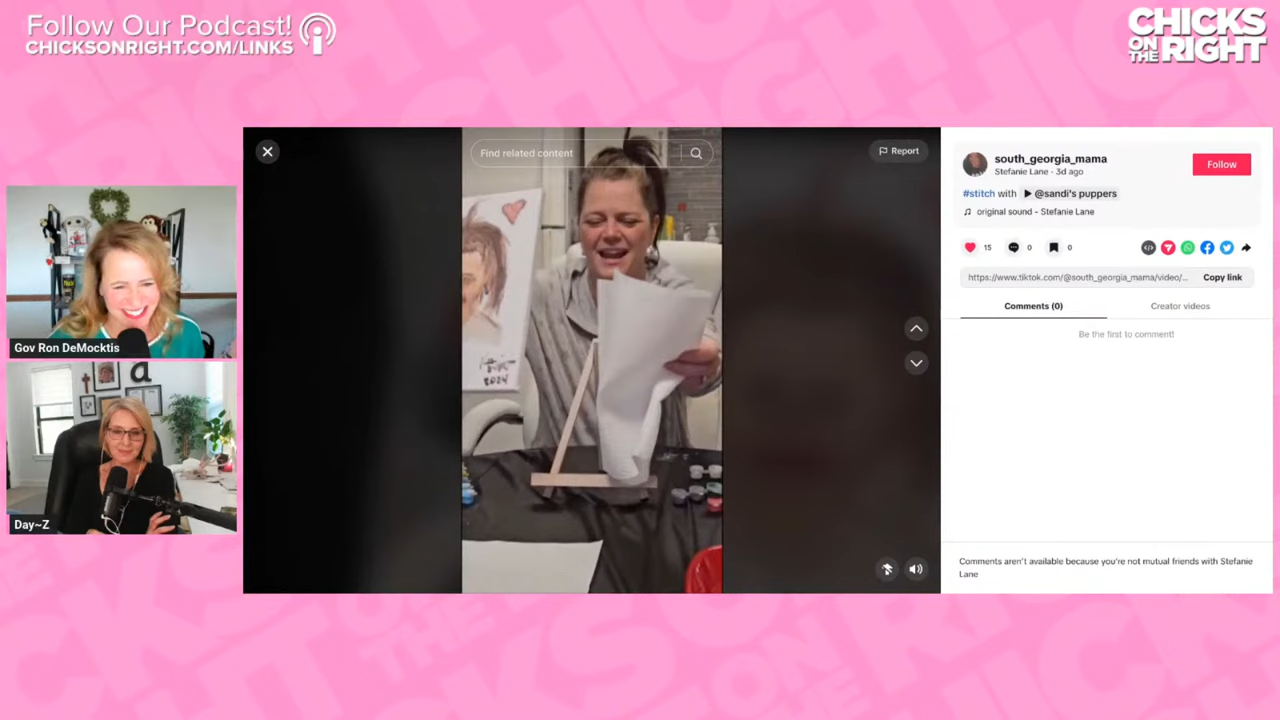 Follow Our Podcast!
CHICKSONRIGHT.COM/LINKS
CHICKS
ON THE RIGHT
Gov Ron DeMocktis
a
Day~Z
Find related content
Report
2024
south_georgia_mama
Stefanie Lane · 3d ago
Follow
#stitch with @sandi's puppers
original sound - Stefanie Lane
15
0
0
https://www.tiktok.com/@south_georgia_mama/video/...
Copy link
Comments (0)
Creator videos
Be the first to comment!
Comments aren't available because you're not mutual friends with Stefanie
Lane